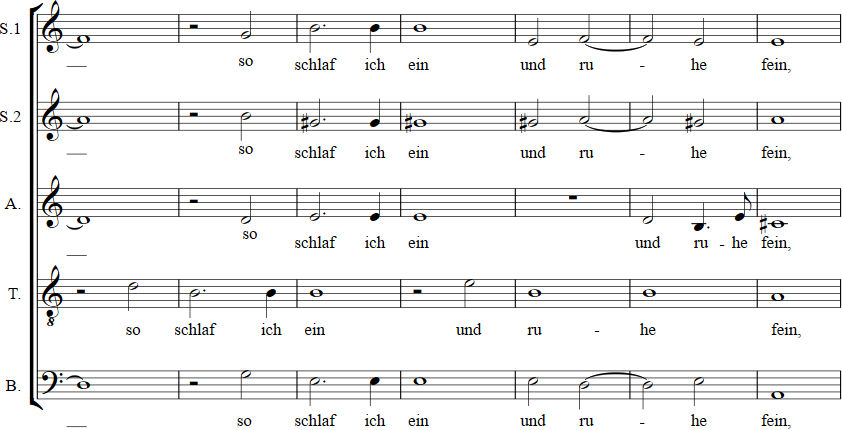 S.1
so schlaf ich ein und ru - he fein,
S.2
so schlaf ich ein und ru - he fein,
A.
so schlaf ich ein und ru - he fein,
T.
8
so schlaf ich ein und ru - he fein,
B.
so schlaf ich ein und ru - he fein,